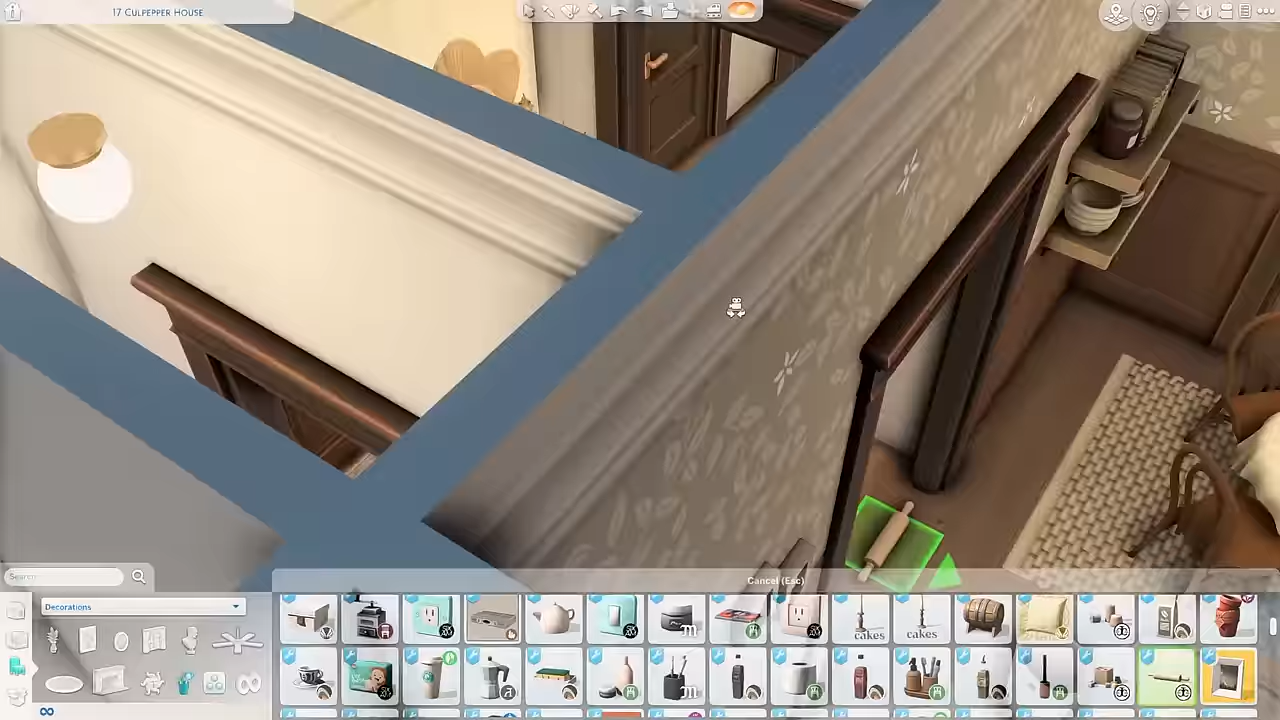 17 CULPEPPER HOUSE
Cancel (Esc)
Search
Decorations
cakes
cakes